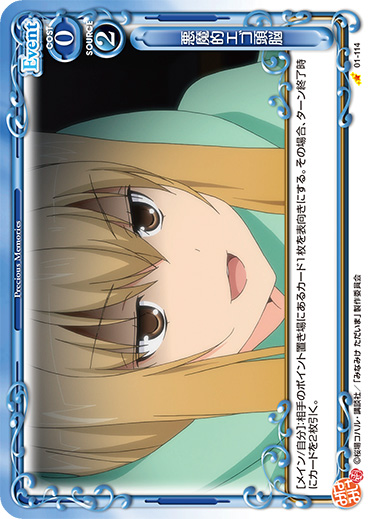 Event
COST
0
SOURCE
2
悪魔的エゴ頭脳
01-114
Precious Memories
[メイン/自分]:相手のポイント置き場にあるカード1枚を表向きにする。その場合、ターン終了時
にカードを2枚引く。
©桜場コハル・講談社/「みなみけ ただいま」製作委員会